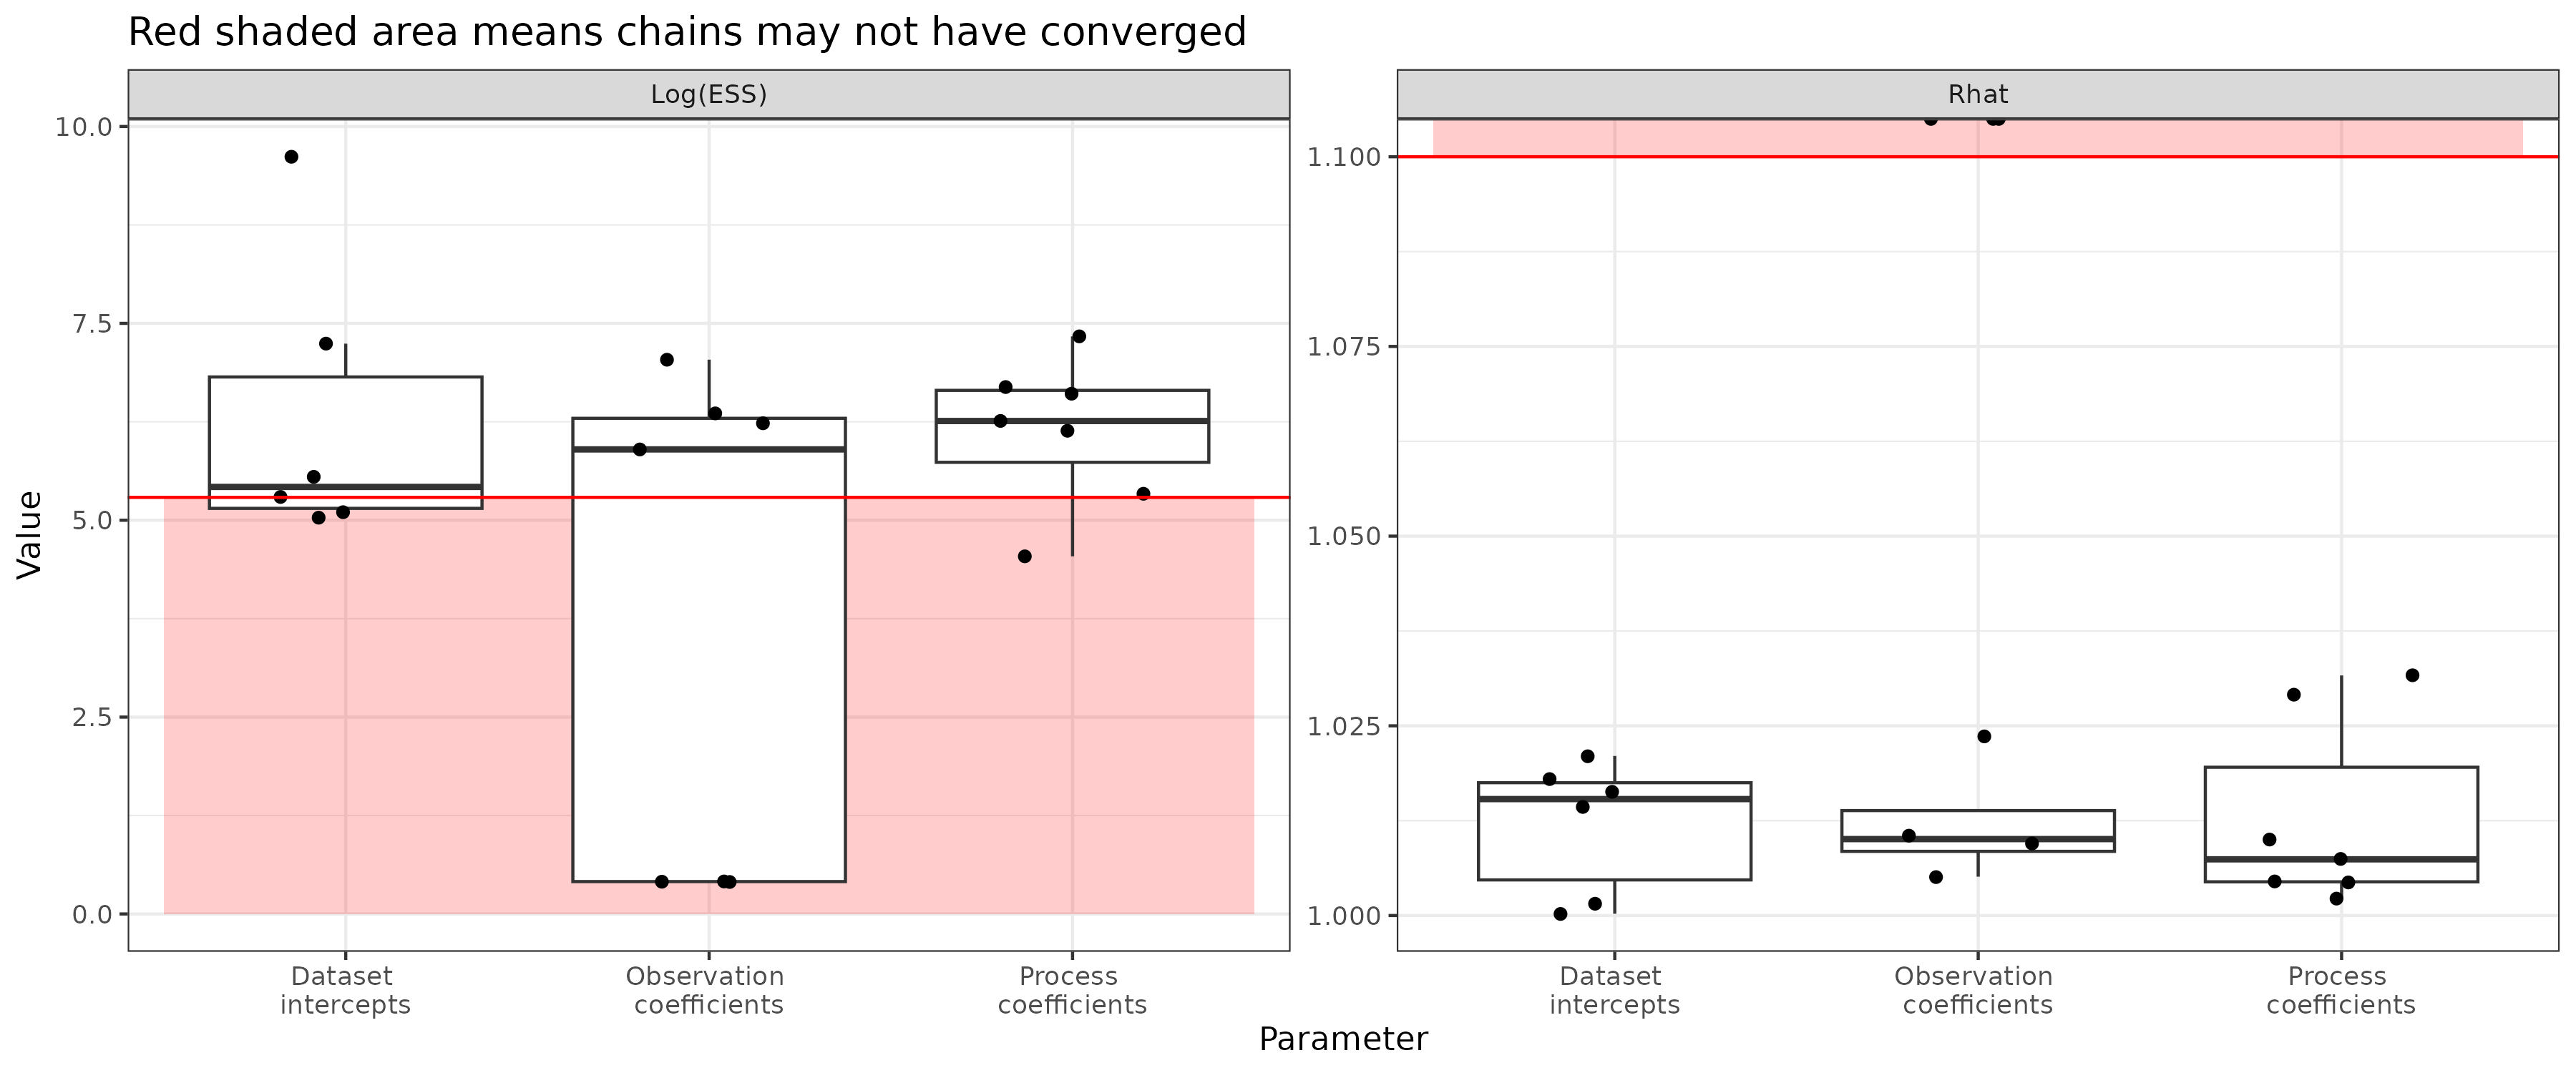 Red shaded area means chains may not have converged
Log(ESS)
Rhat
Value
10.0
7.5
5.0
2.5
0.0
1.100
1.075
1.050
1.025
1.000
Dataset
intercepts
Observation
coefficients
Process
coefficients
Dataset
intercepts
Observation
coefficients
Process
coefficients
Parameter